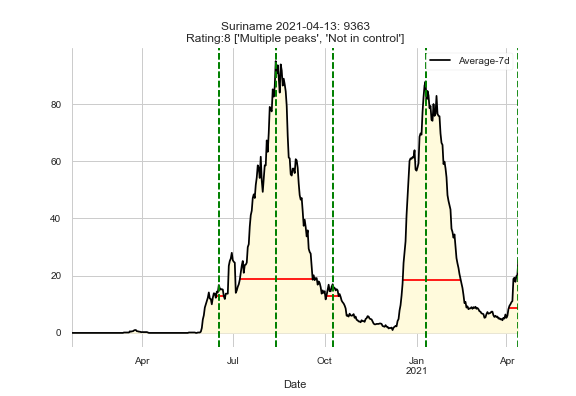 Suriname 2021-04-13: 9363
Rating:8 ['Multiple peaks', 'Not in control']
Average-7d
80
60
40
20
0
Apr
Jul
Oct
Jan
2021
Apr
Date